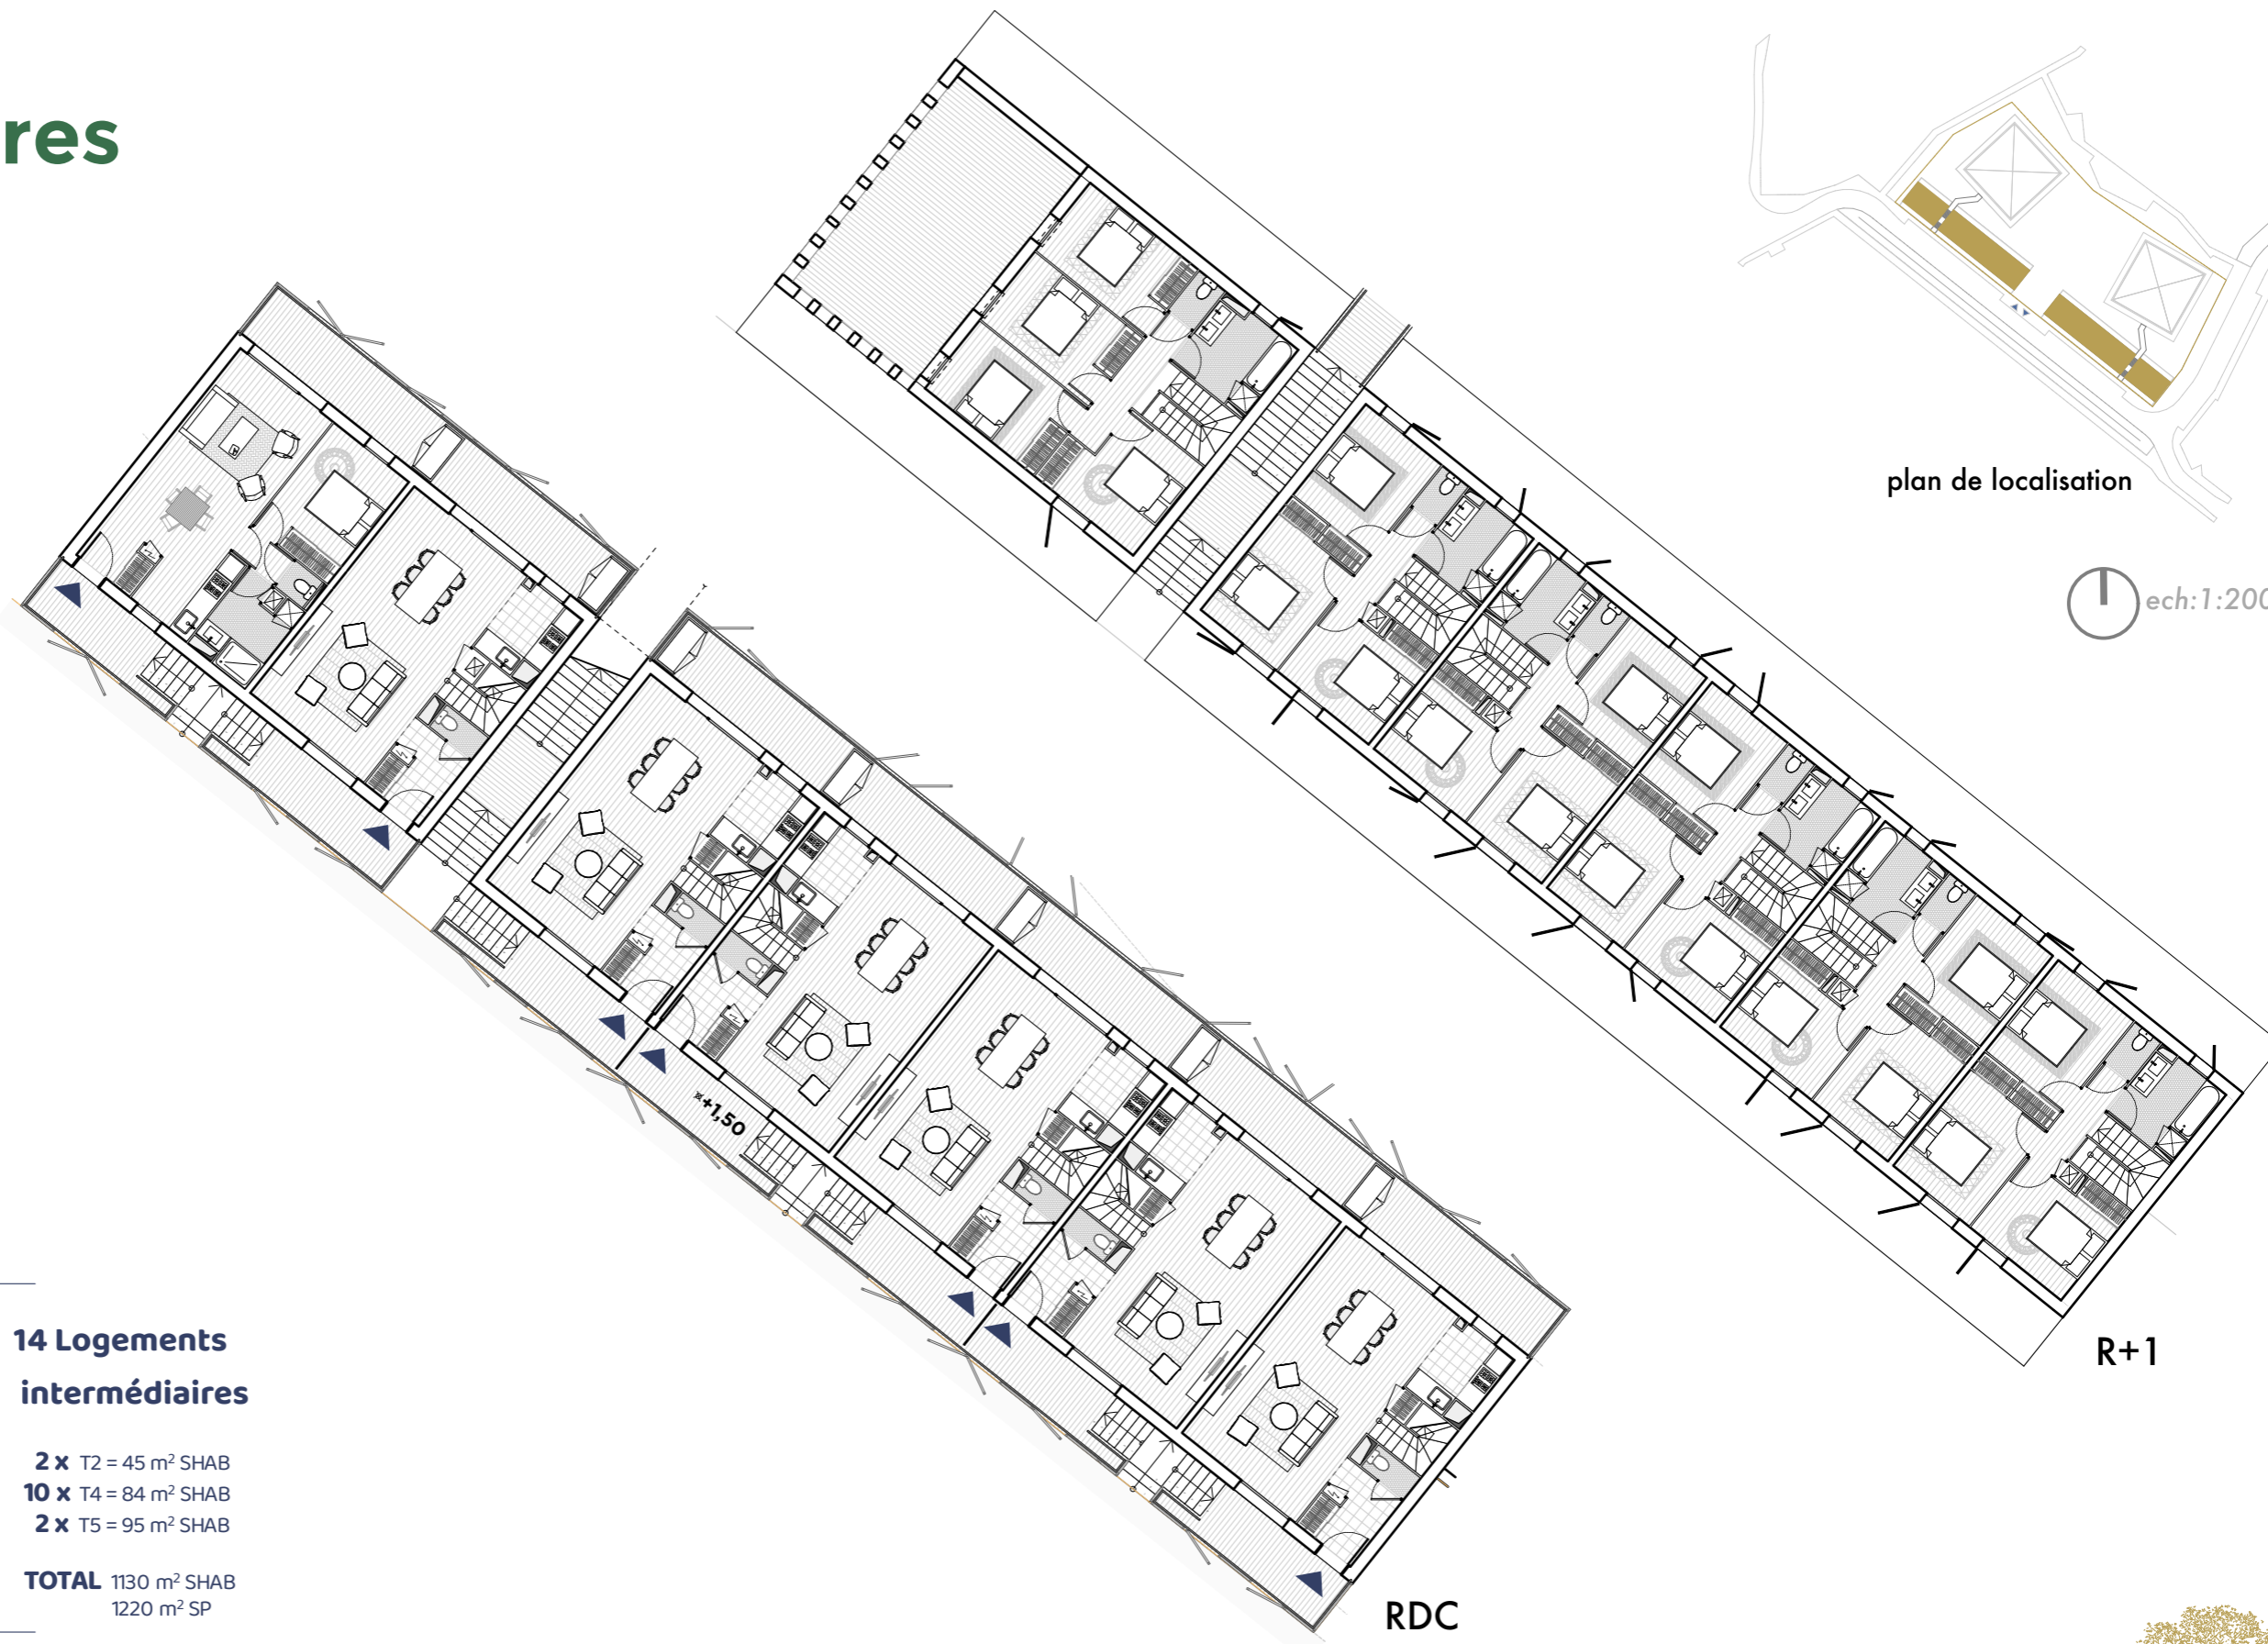 res
plan de localisation
ech:1:200
+1,50
R+1
RDC
14 Logements
intermédiaires
2 x T2 = 45 m² SHAB
10 x T4 = 84 m² SHAB
2 x T5 = 95 m² SHAB
TOTAL 1130 m² SHAB
1220 m² SP